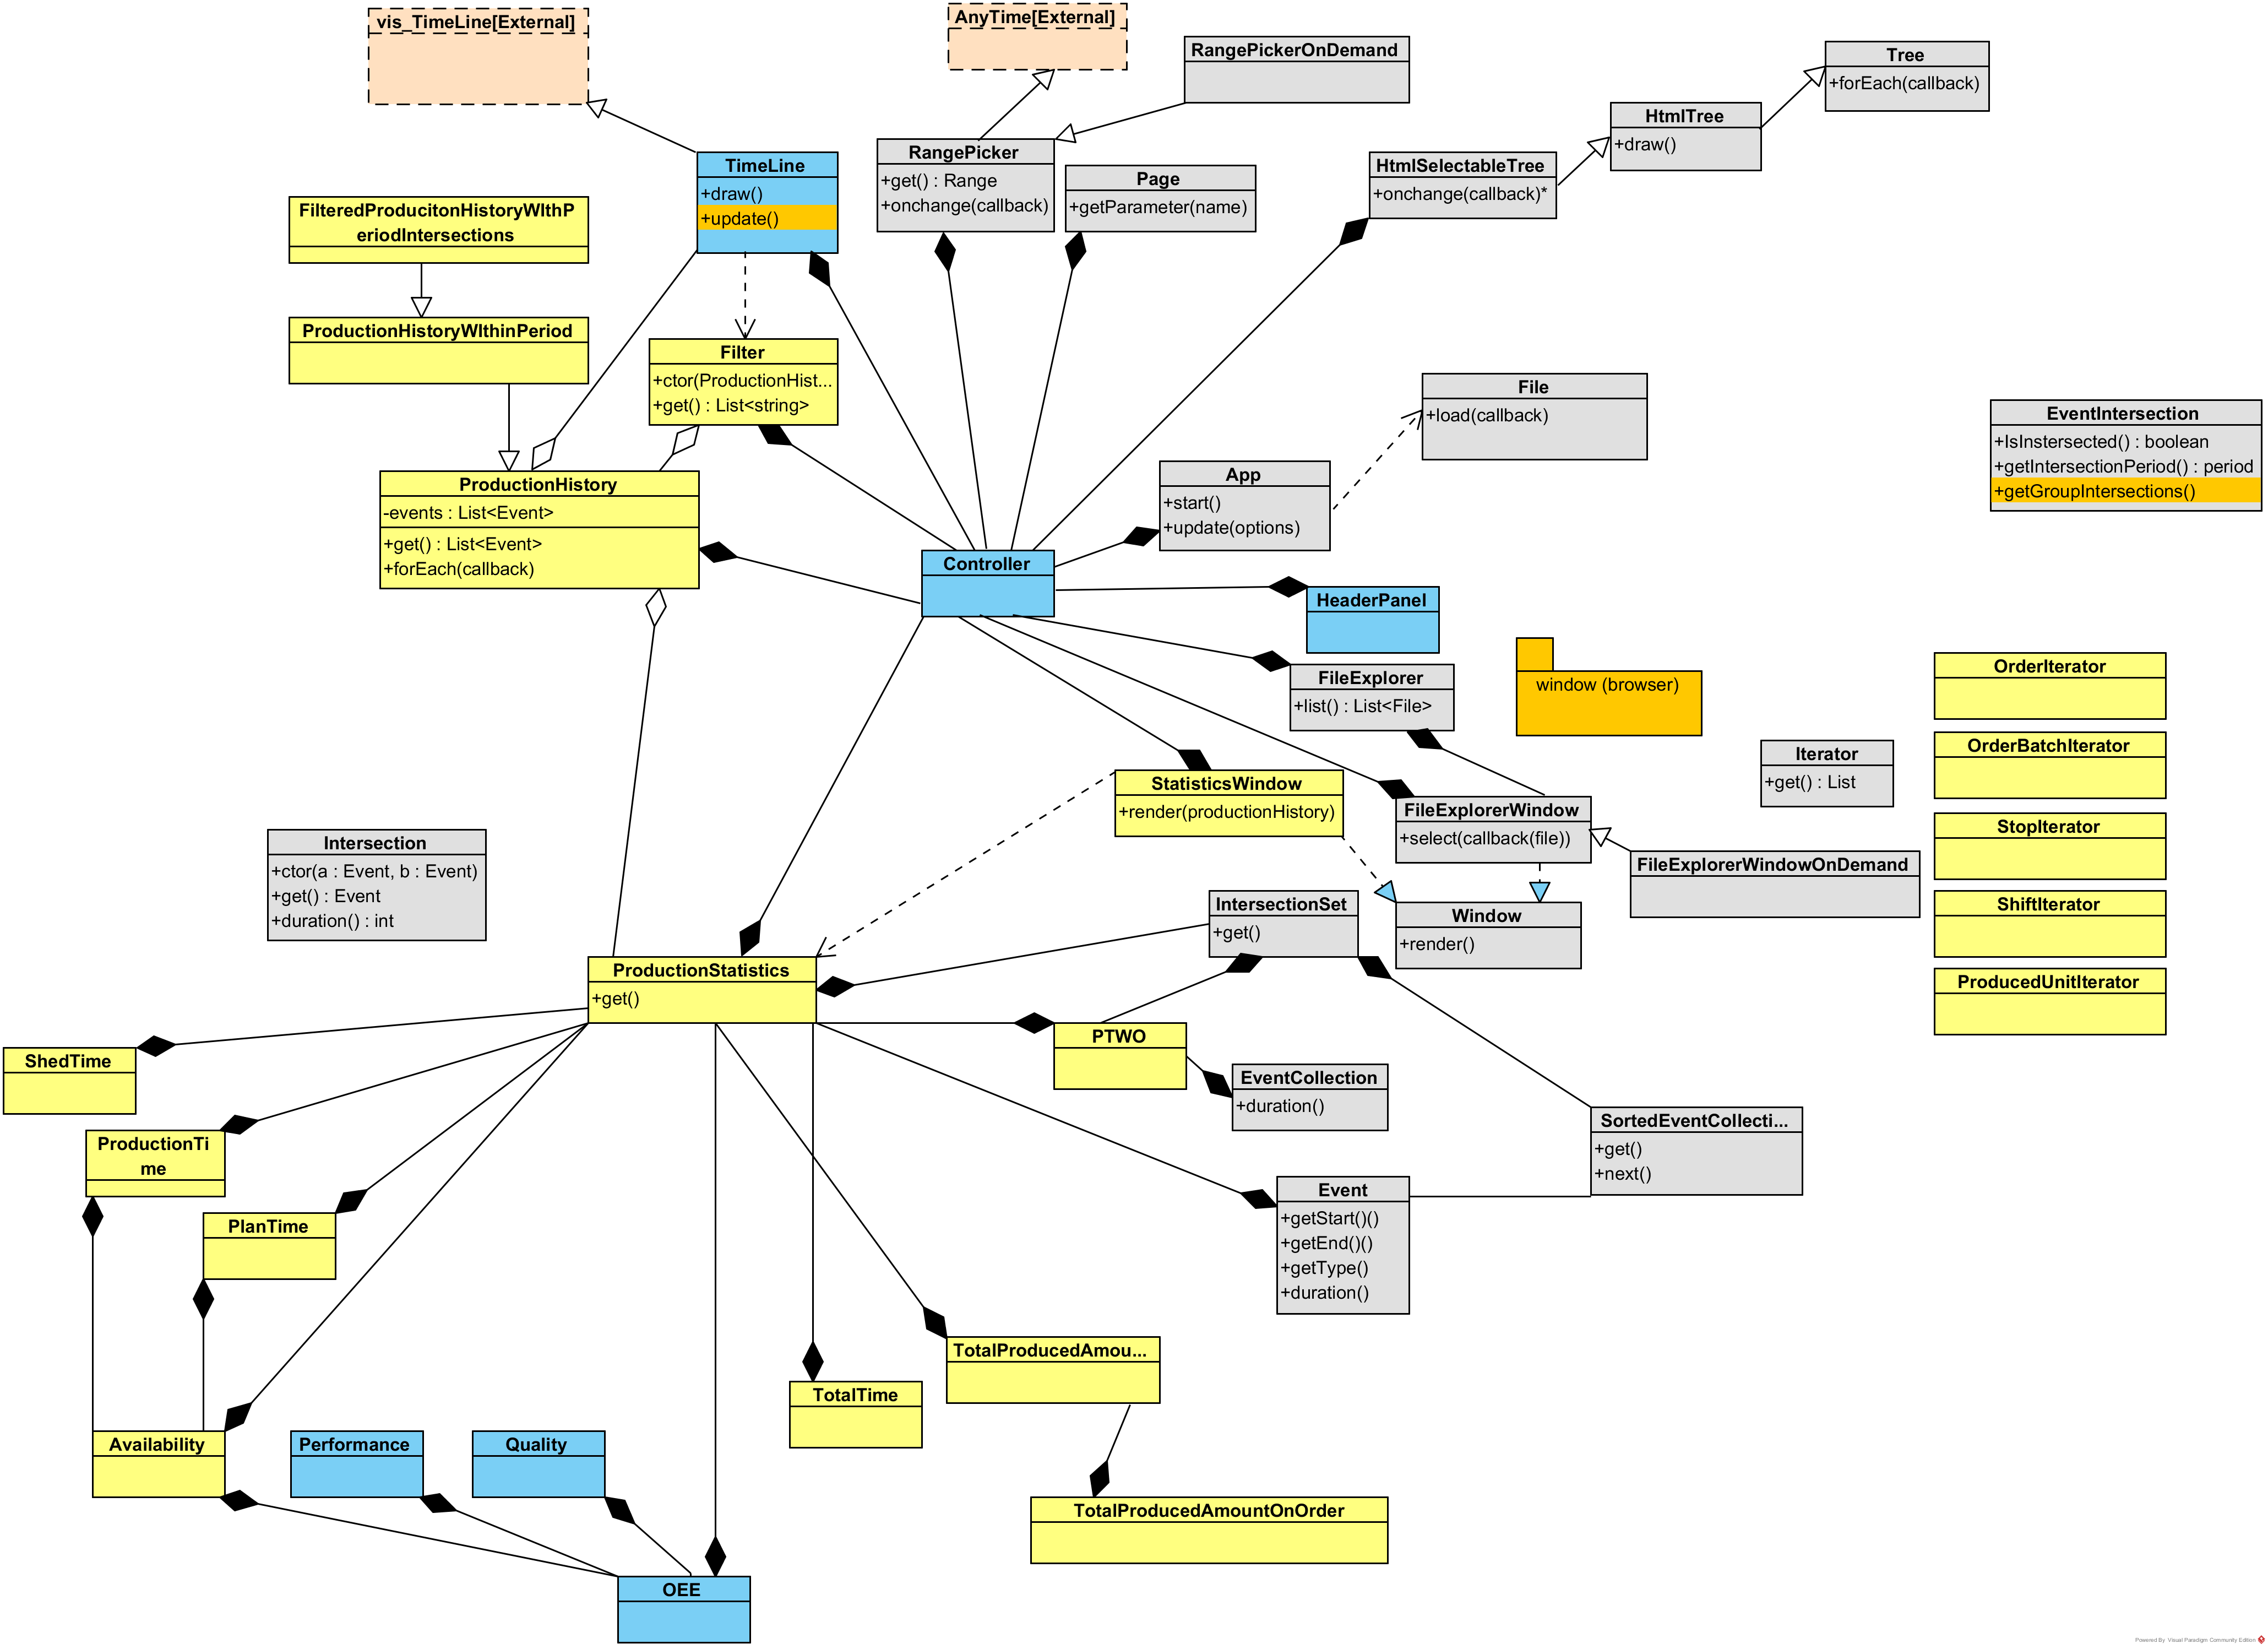 vis_TimeLine[External]
AnyTime[External]
RangePickerOnDemand
Tree
+forEach(callback)
HtmlTree
+draw()
TimeLine
+draw()
+update()
RangePicker
+get() : Range
+onchange(callback)
Page
+getParameter(name)
HtmlSelectableTree
+onchange(callback)*
FilteredProducitonHistoryWIthP
eriodIntersections
ProductionHistoryWIthinPeriod
Filter
+ctor(ProductionHist...
+get() : List<string>
File
+load(callback)
EventIntersection
+IsInstersected() : boolean
+getIntersectionPeriod() : period
+getGroupIntersections()
ProductionHistory
-events : List<Event>
+get() : List<Event>
+forEach(callback)
App
+start()
+update(options)
Controller
HeaderPanel
FileExplorer
+list() : List<File>
window (browser)
OrderIterator
OrderBatchIterator
StopIterator
ShiftIterator
ProducedUnitIterator
Iterator
+get() : List
StatisticsWindow
+render(productionHistory)
FileExplorerWindow
+select(callback(file))
FileExplorerWindowOnDemand
Intersection
+ctor(a : Event, b : Event)
+get() : Event
+duration() : int
IntersectionSet
+get()
Window
+render()
ProductionStatistics
+get()
PTWO
EventCollection
+duration()
ShedTime
ProductionTi
me
PlanTime
SortedEventCollecti...
+get()
+next()
Event
+getStart()()
+getEnd()()
+getType()
+duration()
TotalProducedAmou...
TotalTime
Availability
Performance
Quality
TotalProducedAmountOnOrder
OEE
Powered By Visual Paradigm Community Edition